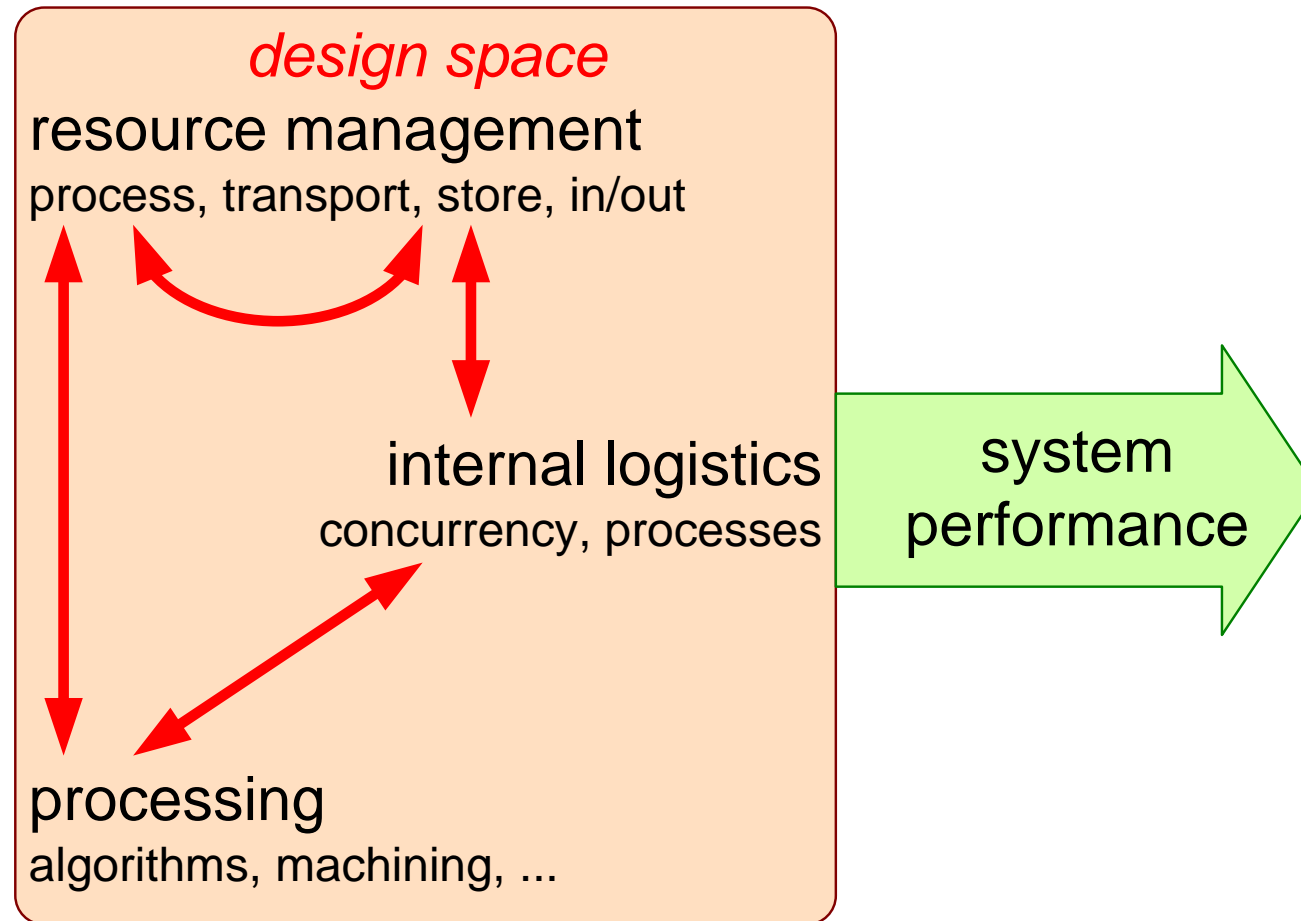 design space
resource management
process, transport, store, in/out
internal logistics
concurrency, processes
system
performance
processing
algorithms, machining, ...